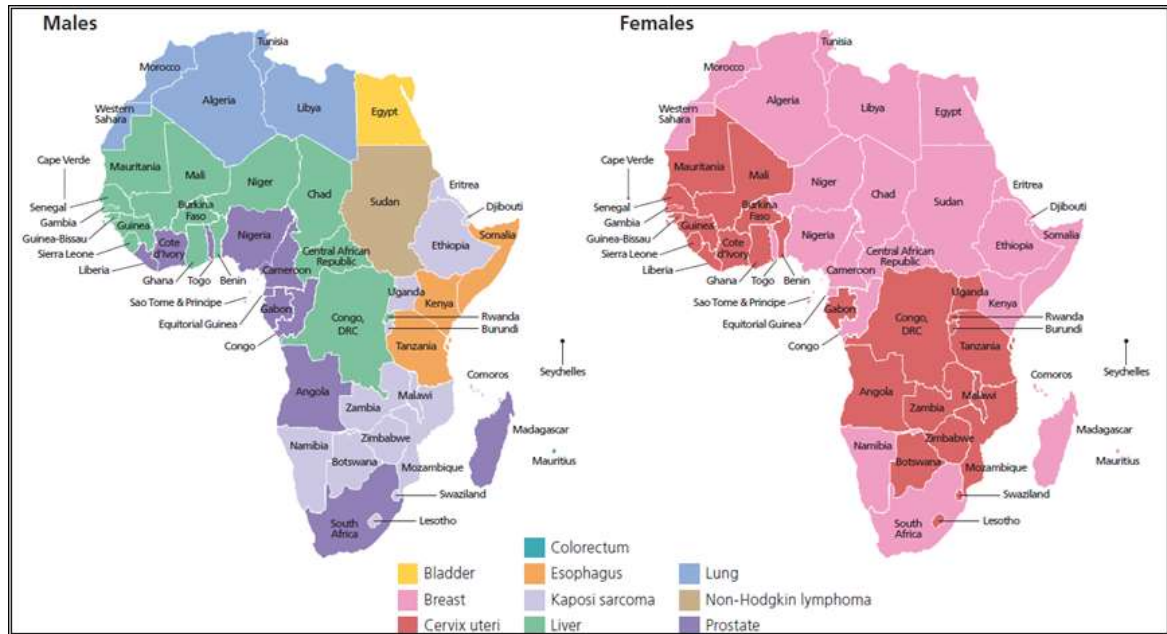 Males
Tunisia
Morocco
Algeria
Libya
Egypt
Western
Sahara
Mauritania
Mali
Niger
Chad
Sudan
Eritrea
Cape Verde
Senegal
Gambia
Guinea-Bissau
Guinea
Sierra Leone
Liberia
Cote
d'Ivory
Burkina
Faso
Ghana
Togo
Benin
Nigeria
Cameroon
Central African
Republic
Djibouti
Ethiopia
Somalia
Sao Tome & Principe
Equitorial Guinea
Gabon
Congo
Congo,
DRC
Uganda
Kenya
Rwanda
Burundi
Tanzania
Seychelles
Comoros
Angola
Zambia
Malawi
Zimbabwe
Namibia
Botswana
Mozambique
Madagascar
Mauritius
Swaziland
South
Africa
Lesotho
Females
Tunisia
Morocco
Algeria
Libya
Egypt
Western
Sahara
Mauritania
Mali
Niger
Chad
Sudan
Eritrea
Cape Verde
Senegal
Gambia
Guinea-Bissau
Guinea
Sierra Leone
Liberia
Cote
d'Ivory
Burkina
Faso
Ghana
Togo
Benin
Nigeria
Cameroon
Central African
Republic
Djibouti
Ethiopia
Somalia
Sao Tome & Principe
Equitorial Guinea
Gabon
Congo
Congo,
DRC
Uganda
Kenya
Rwanda
Burundi
Tanzania
Seychelles
Comoros
Angola
Zambia
Malawi
Zimbabwe
Namibia
Botswana
Mozambique
Madagascar
Mauritius
Swaziland
South
Africa
Lesotho
Colorectum
Bladder
Esophagus
Lung
Breast
Kaposi sarcoma
Non-Hodgkin lymphoma
Cervix uteri
Liver
Prostate